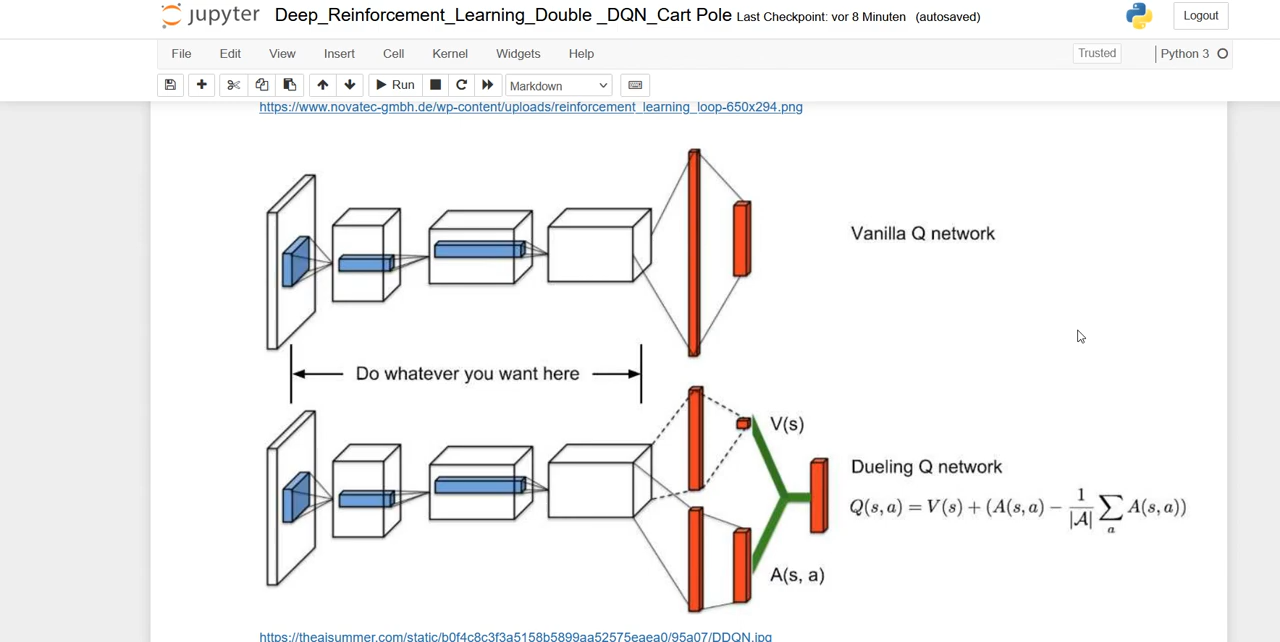 jupyter Deep_Reinforcement_Learning_Double _DQN_Cart Pole Last Checkpoint: vor 8 Minuten (autosaved)
Logout
File Edit View Insert Cell Kernel Widgets Help
Trusted
Python 3
Run
Markdown
https://www.novatec-gmbh.de/wp-content/uploads/reinforcement_learning_loop-650x294.png
Vanilla Q network
Do whatever you want here
V(s)
Dueling Q network
Q(s, a) = V(s) + (A(s, a) − 1/|A| ∑a A(s, a))
A(s, a)
https://theaisummer.com/static/b0f4c8c3f3a5158b5899aa52575eaea0/95a07/DDQN.jpg